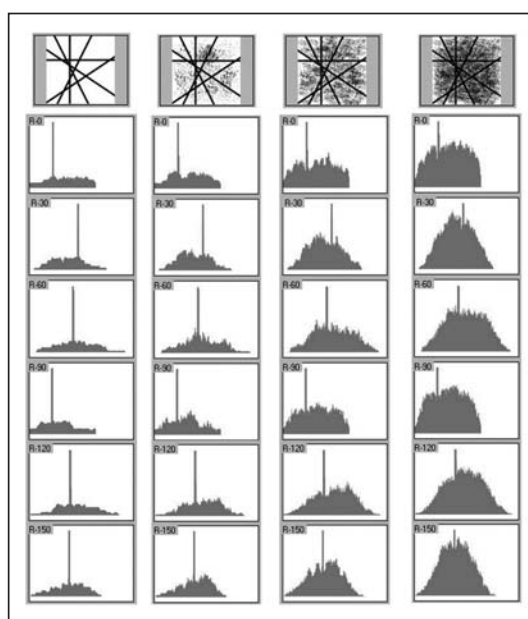 R-0 R-0 R-0 R-0
R-30 R-30 R-30 R-30
R-60 R-60 R-60 R-60
R-90 R-90 R-90 R-90
R-120 R-120 R-120 R-120
R-150 R-150 R-150 R-150